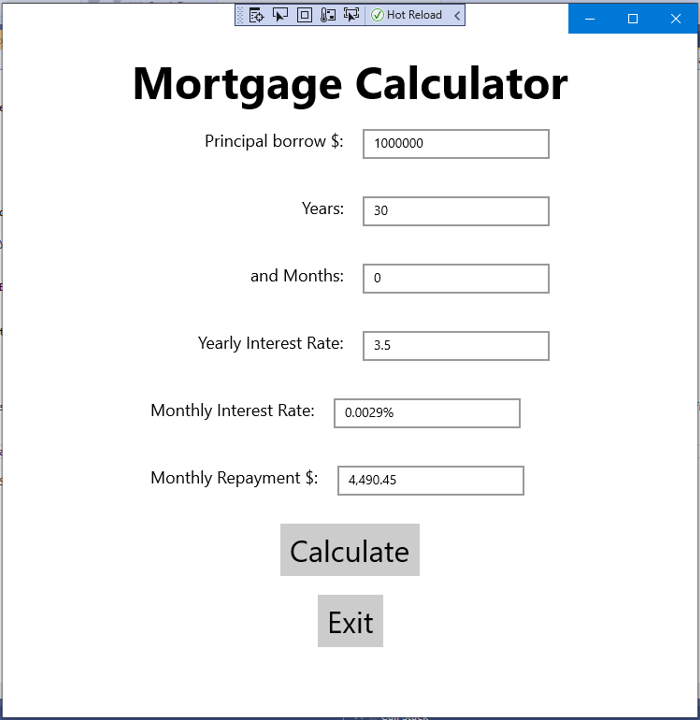 Hot Reload
Mortgage Calculator
Principal borrow $: 1000000
Years: 30
and Months: 0
Yearly Interest Rate: 3.5
Monthly Interest Rate: 0.0029%
Monthly Repayment $: 4,490.45
Calculate
Exit